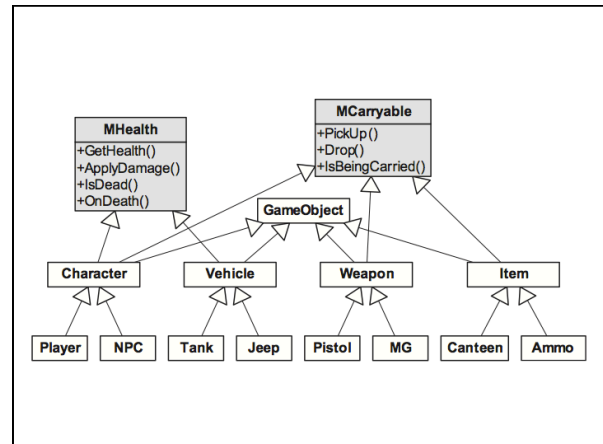 MCarryable
+PickUp()
+Drop()
+IsBeingCarried()
MHealth
+GetHealth()
+ApplyDamage()
+IsDead()
+OnDeath()
GameObject
Character
Vehicle
Weapon
Item
Player
NPC
Tank
Jeep
Pistol
MG
Canteen
Ammo